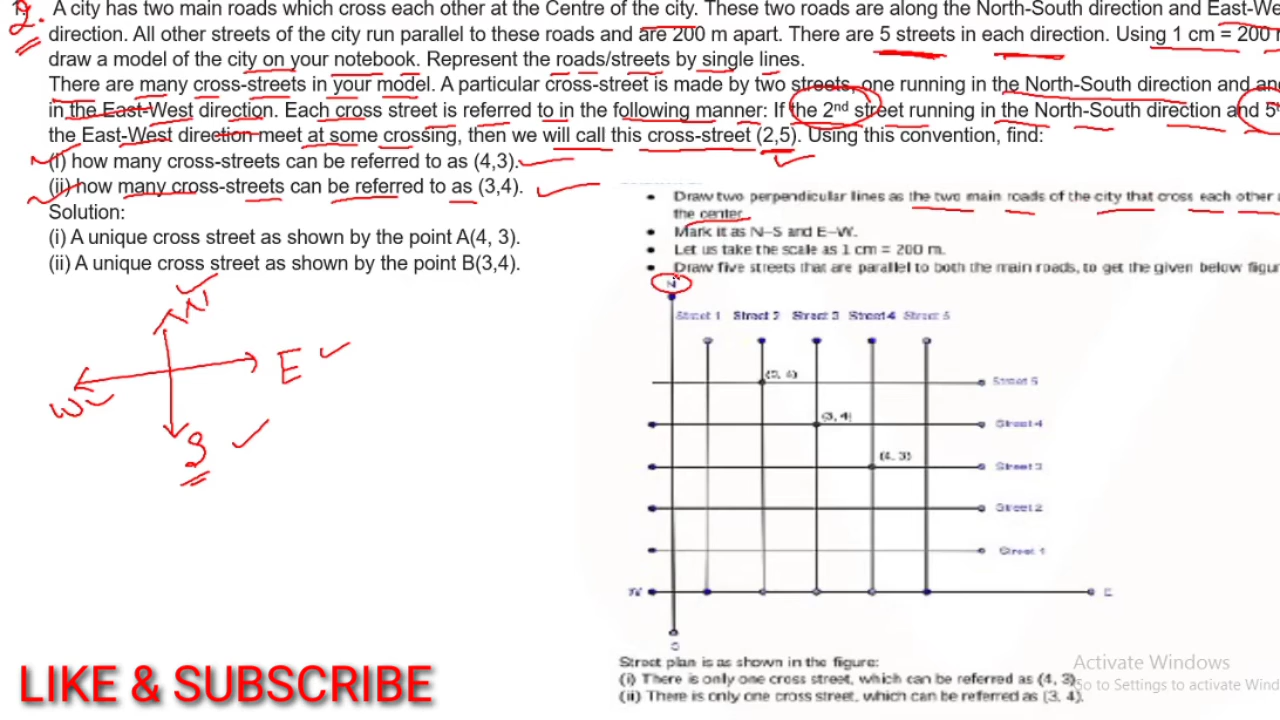 2. A city has two main roads which cross each other at the Centre of the city. These two roads are along the North-South direction and East-We
direction. All other streets of the city run parallel to these roads and are 200 m apart. There are 5 streets in each direction. Using 1 cm = 200 m
draw a model of the city on your notebook. Represent the roads/streets by single lines.
There are many cross-streets in your model. A particular cross-street is made by two streets, one running in the North-South direction and an
in the East-West direction. Each cross street is referred to in the following manner: If the 2nd street running in the North-South direction and 5
the East-West direction meet at some crossing, then we will call this cross-street (2,5). Using this convention, find:
(i) how many cross-streets can be referred to as (4,3).
(ii) how many cross-streets can be referred to as (3,4).
Solution:
(i) A unique cross street as shown by the point A(4, 3).
(ii) A unique cross street as shown by the point B(3,4).
• Draw two perpendicular lines as the two main roads of the city that cross each other
the center
• Mark it as N-S and E-W.
• Let us take the scale as 1 cm = 200 m.
• Draw five streets that are parallel to both the main roads, to get the given below figur
N
Street 1 Street 2 Street 3 Street 4 Street 5
Street 5
(3, 4)
Street 4
(4, 3)
Street 3
Street 2
Street 1
W E
S
N
E
W
S
Street plan is as shown in the figure:
(i) There is only one cross street, which can be referred as (4, 3).
(ii) There is only one cross street, which can be referred as (3, 4).
Activate Windows
Go to Settings to activate Wind
LIKE & SUBSCRIBE